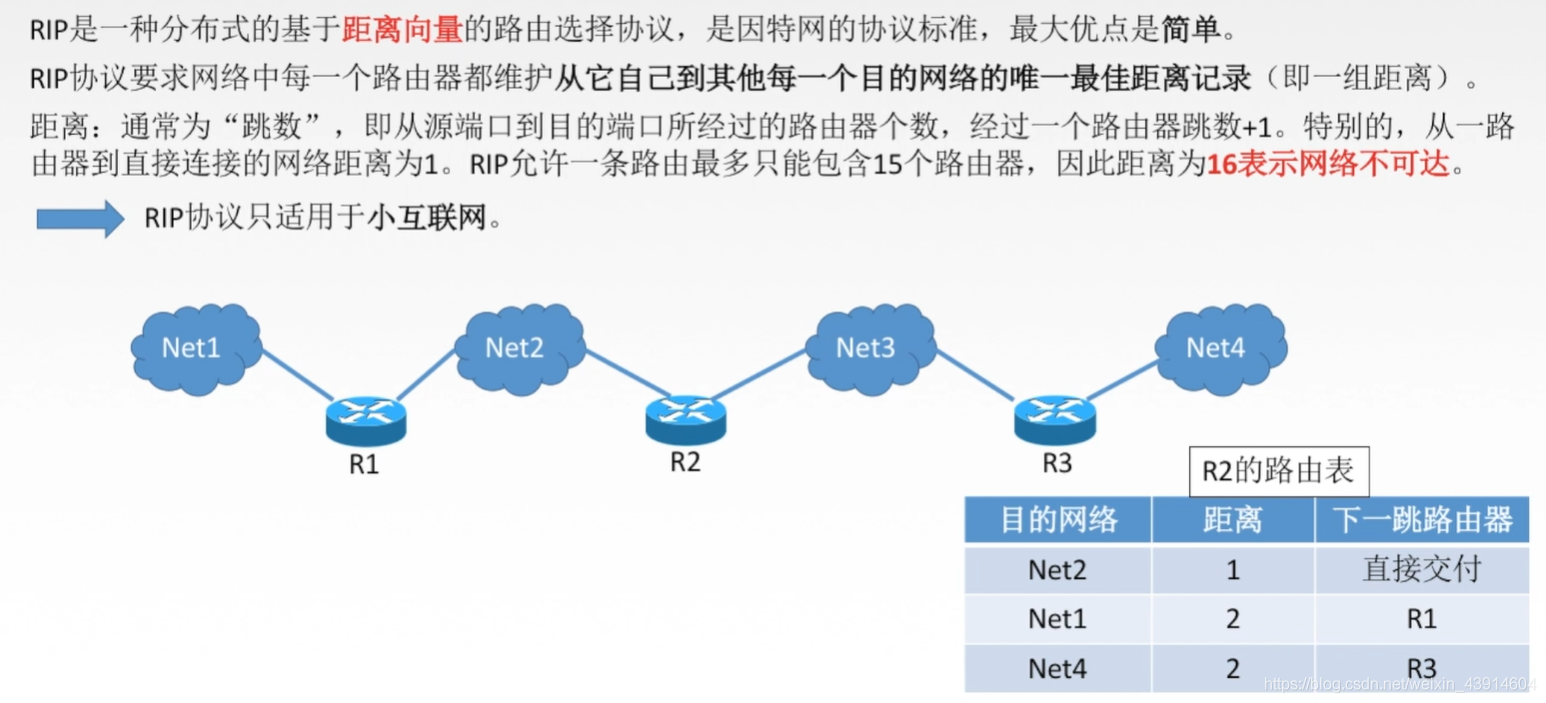 RIP是一种分布式的基于距离向量的路由选择协议，是因特网的协议标准，最大优点是简单。
RIP协议要求网络中每一个路由器都维护从它自己到其他每一个目的网络的唯一最佳距离记录（即一组距离）。
距离：通常为“跳数”，即从源端口到目的端口所经过的路由器个数，经过一个路由器跳数+1。特别的，从一路
由器到直接连接的网络距离为1。RIP允许一条路由最多只能包含15个路由器，因此距离为16表示网络不可达。
RIP协议只适用于小互联网。
Net1 Net2 Net3 Net4
R1 R2 R3
R2的路由表
目的网络 距离 下一跳路由器
Net2 1 直接交付
Net1 2 R1
Net4 2 R3
https://blog.csdn.net/weixin_43914604